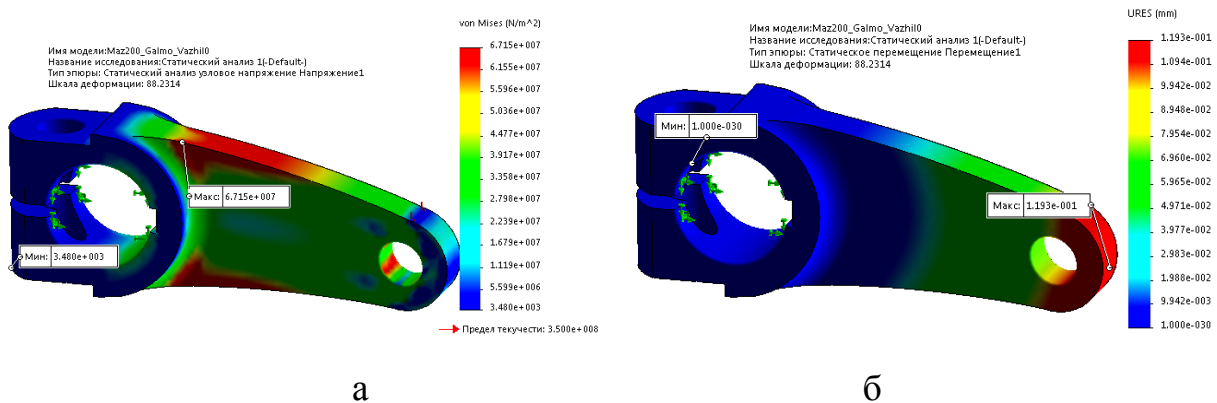 von Mises (N/m^2)
Имя модели:Maz200_Galmo_Vazhil0
Название исследования:Статический анализ 1(-Default-)
Тип эпюры: Статический анализ узловое напряжение Напряжение1
Шкала деформации: 88.2314
6.715e+007
6.155e+007
5.596e+007
5.036e+007
4.477e+007
3.917e+007
3.358e+007
2.798e+007
2.239e+007
1.679e+007
1.119e+007
5.599e+006
3.480e+003
Макс: 6.715e+007
Мин: 3.480e+003
Предел текучести: 3.500e+008
а
URES (mm)
Имя модели:Maz200_Galmo_Vazhil0
Название исследования:Статический анализ 1(-Default-)
Тип эпюры: Статическое перемещение Перемещение1
Шкала деформации: 88.2314
1.193e-001
1.094e-001
9.942e-002
8.948e-002
7.954e-002
6.960e-002
5.965e-002
4.971e-002
3.977e-002
2.983e-002
1.988e-002
9.942e-003
1.000e-030
Мин: 1.000e-030
Макс: 1.193e-001
б